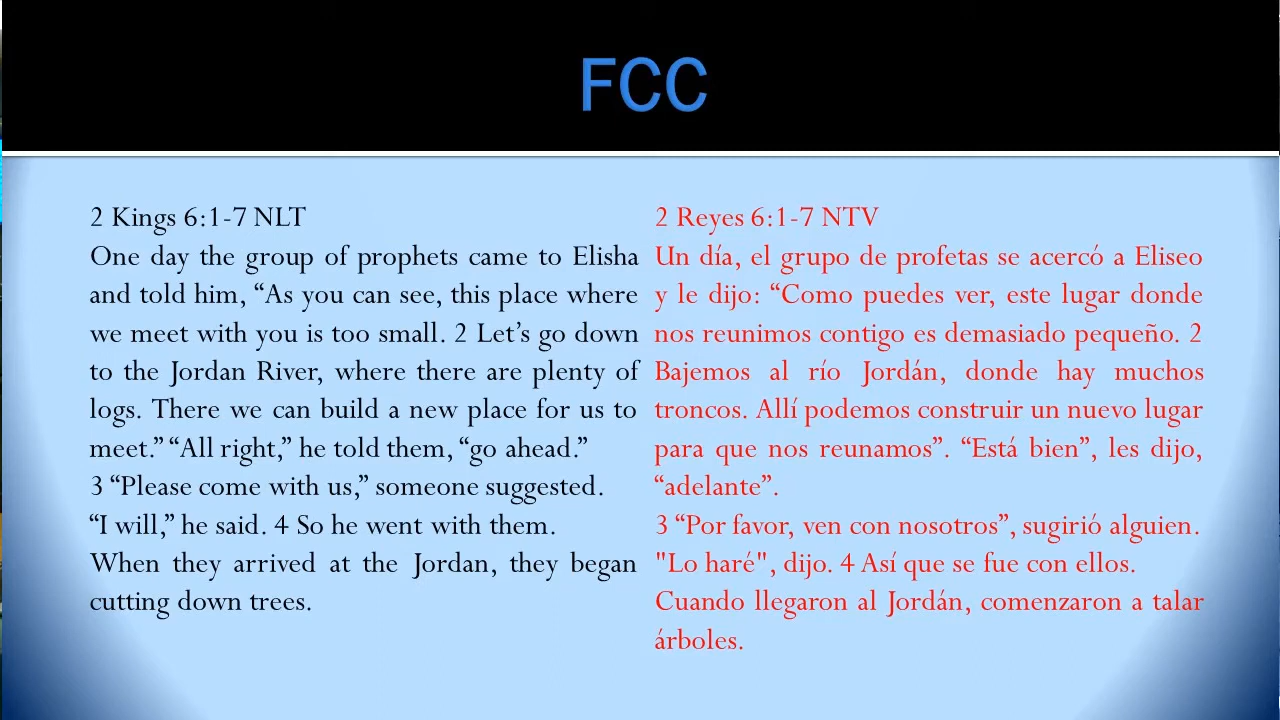 FCC
2 Kings 6:1-7 NLT
One day the group of prophets came to Elisha
and told him, “As you can see, this place where
we meet with you is too small. 2 Let’s go down
to the Jordan River, where there are plenty of
logs. There we can build a new place for us to
meet.” “All right,” he told them, “go ahead.”
3 “Please come with us,” someone suggested.
“I will,” he said. 4 So he went with them.
When they arrived at the Jordan, they began
cutting down trees.
2 Reyes 6:1-7 NTV
Un día, el grupo de profetas se acercó a Eliseo
y le dijo: “Como puedes ver, este lugar donde
nos reunimos contigo es demasiado pequeño. 2
Bajemos al río Jordán, donde hay muchos
troncos. Allí podemos construir un nuevo lugar
para que nos reunamos”. “Está bien”, les dijo,
“adelante”.
3 “Por favor, ven con nosotros”, sugirió alguien.
"Lo haré", dijo. 4 Así que se fue con ellos.
Cuando llegaron al Jordán, comenzaron a talar
árboles.